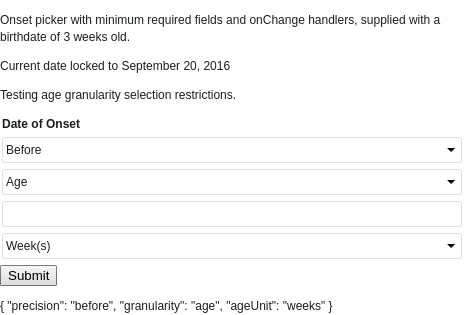 Onset picker with minimum required fields and onChange handlers, supplied with a
birthdate of 3 weeks old.
Current date locked to September 20, 2016
Testing age granularity selection restrictions.
Date of Onset
Before
Age
Week(s)
Submit
{ "precision": "before", "granularity": "age", "ageUnit": "weeks" }